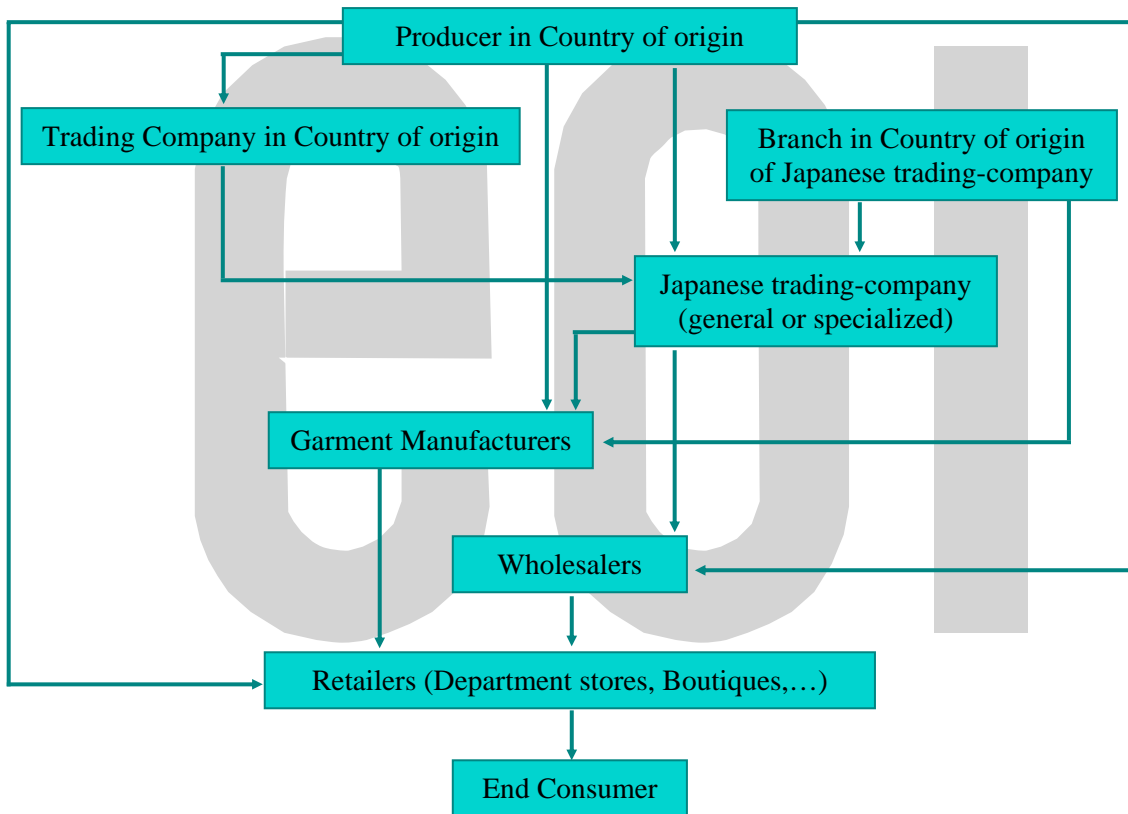 Producer in Country of origin
Trading Company in Country of origin
Branch in Country of origin
of Japanese trading-company
Japanese trading-company
(general or specialized)
Garment Manufacturers
Wholesalers
Retailers (Department stores, Boutiques,…)
End Consumer
eoi